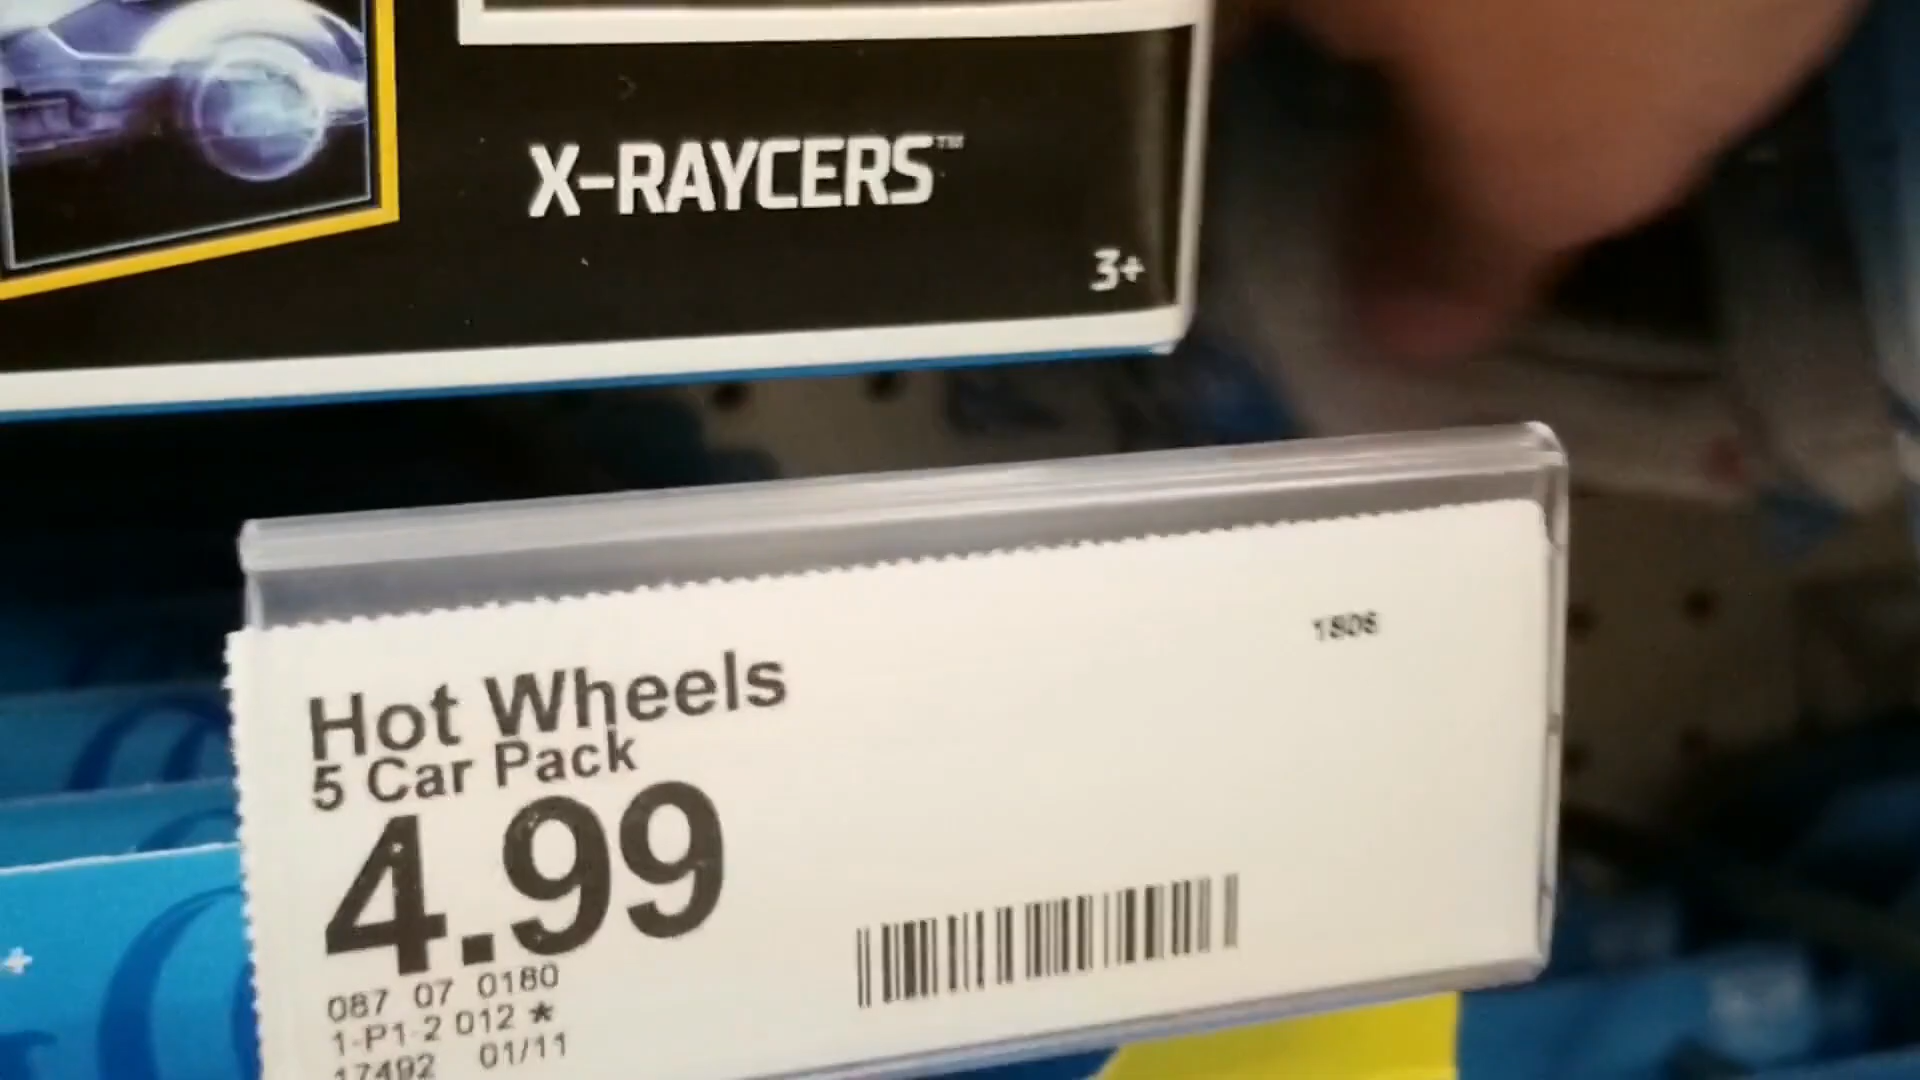 X-RAYCERS™
3+
1806
Hot Wheels
5 Car Pack
4.99
087 07 0180
1-P1-2 012 *
17492 01/11